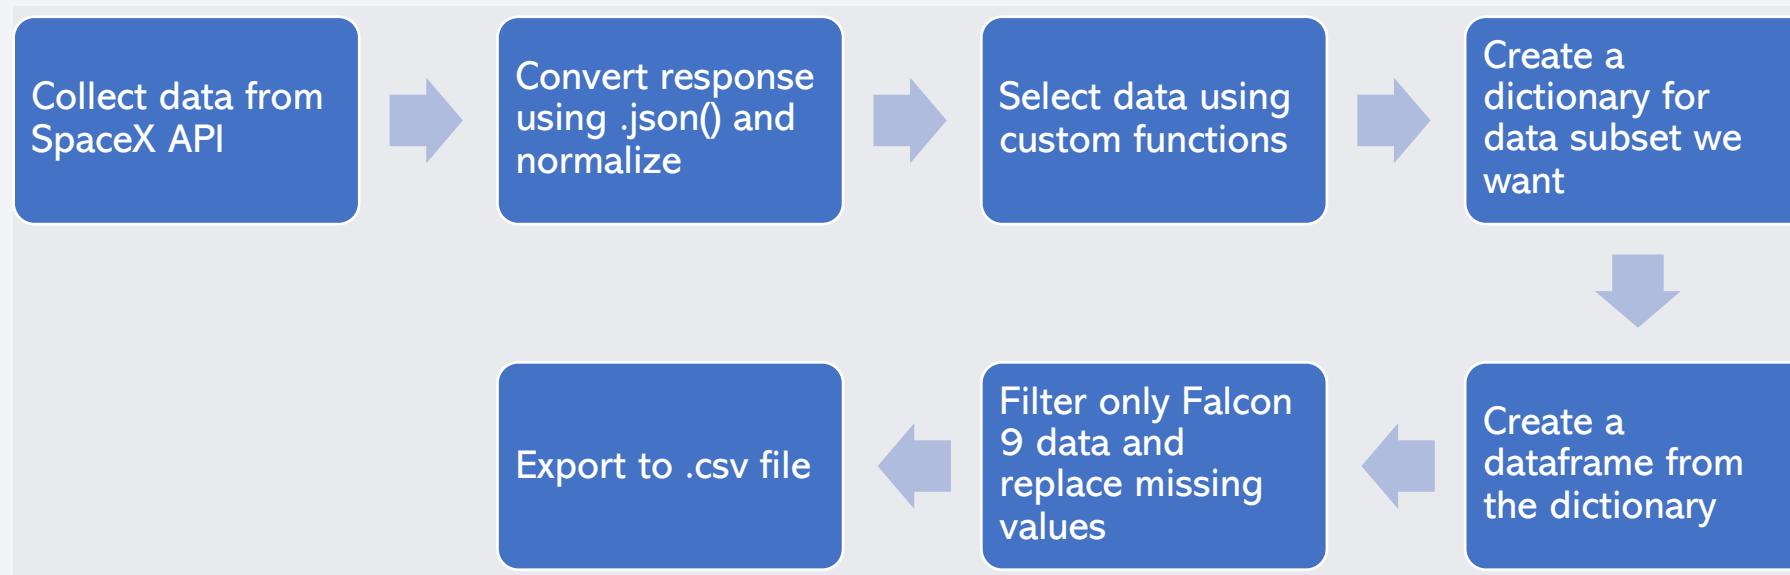 Collect data from
SpaceX API
Convert response
using .json() and
normalize
Select data using
custom functions
Create a
dictionary for
data subset we
want
Create a
dataframe from
the dictionary
Filter only Falcon
9 data and
replace missing
values
Export to .csv file